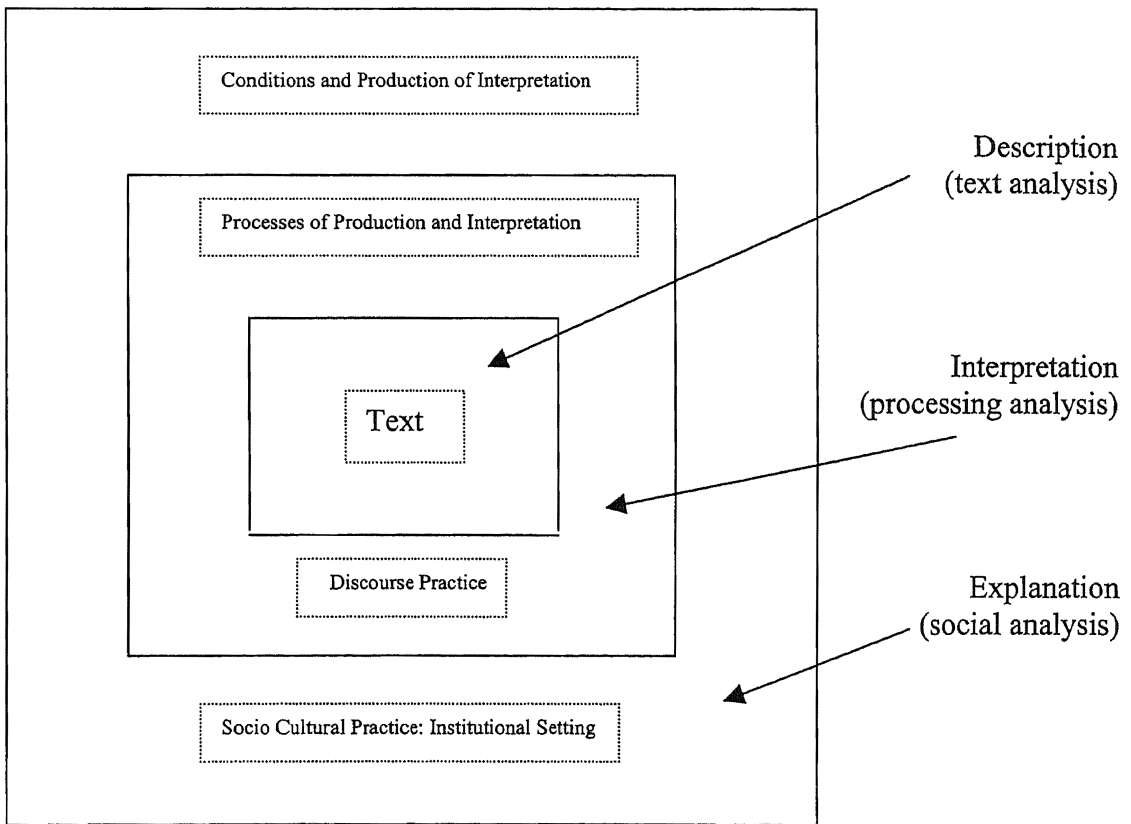 Conditions and Production of Interpretation
Description
(text analysis)
Processes of Production and Interpretation
Interpretation
(processing analysis)
Text
Discourse Practice
Explanation
(social analysis)
Socio Cultural Practice: Institutional Setting